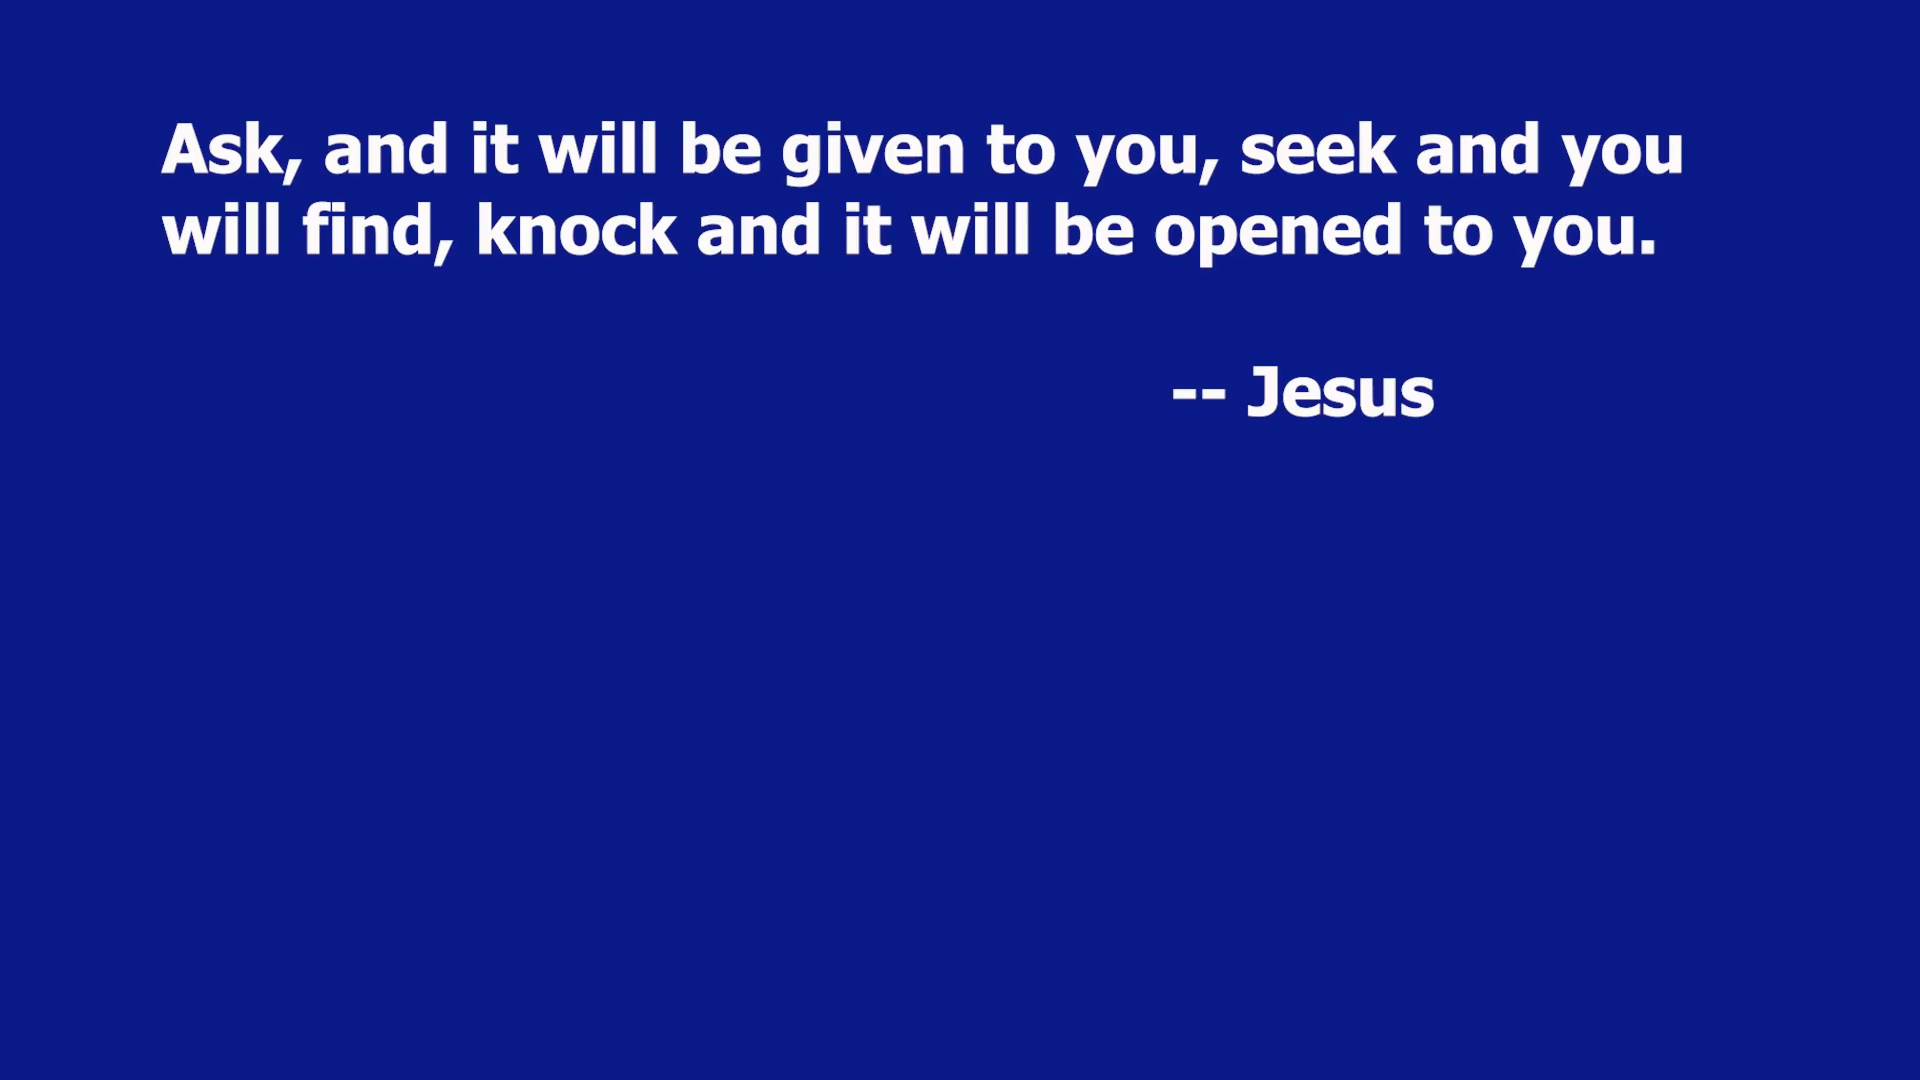 Ask, and it will be given to you, seek and you
will find, knock and it will be opened to you.
-- Jesus